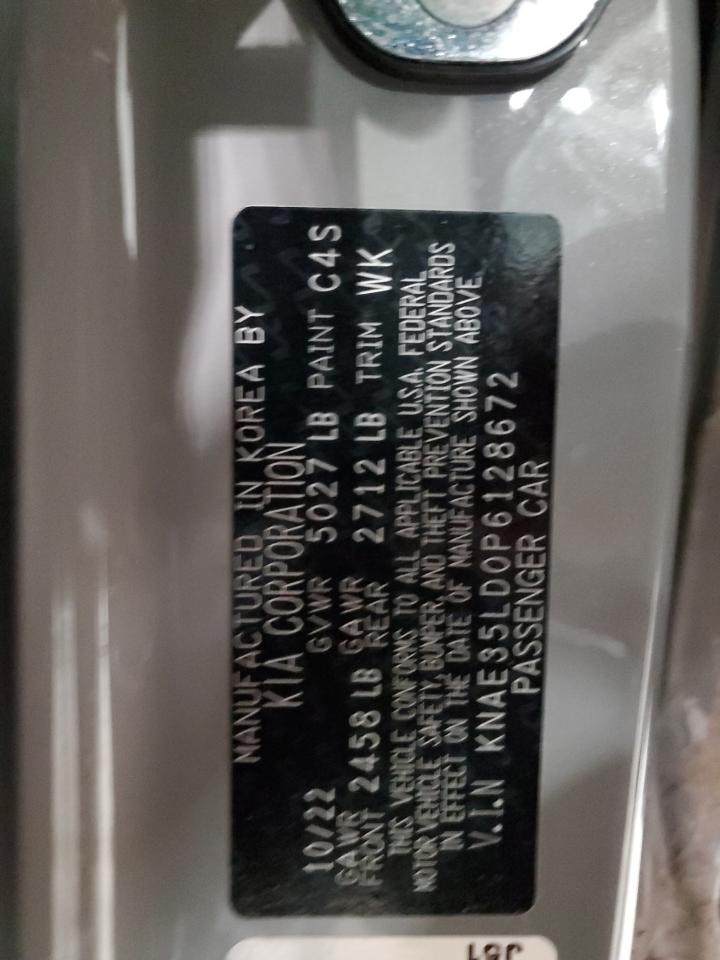 MANUFACTURED IN KOREA BY
KIA CORPORATION
10/22 GVWR 5027 LB PAINT C4S
GAWR FRONT 2458 LB GAWR REAR 2712 LB TRIM WK
THIS VEHICLE CONFORMS TO ALL APPLICABLE U.S.A. FEDERAL
MOTOR VEHICLE SAFETY, BUMPER, AND THEFT PREVENTION STANDARDS
IN EFFECT ON THE DATE OF MANUFACTURE SHOWN ABOVE.
V.I.N KNAE35LD0P6128672
PASSENGER CAR